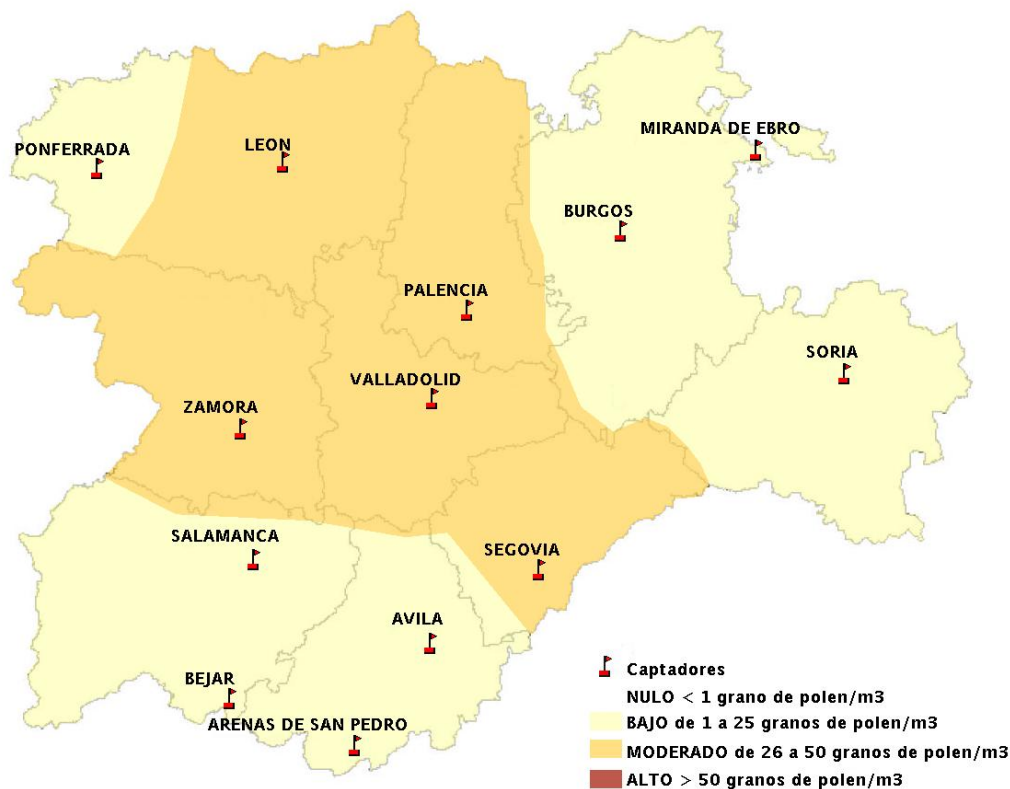 MIRANDA DE EBRO
PONFERRADA
LEON
BURGOS
PALENCIA
SORIA
VALLADOLID
ZAMORA
SALAMANCA
SEGOVIA
AVILA
BEJAR
ARENAS DE SAN PEDRO
Captadores
NULO < 1 grano de polen/m3
BAJO de 1 a 25 granos de polen/m3
MODERADO de 26 a 50 granos de polen/m3
ALTO > 50 granos de polen/m3